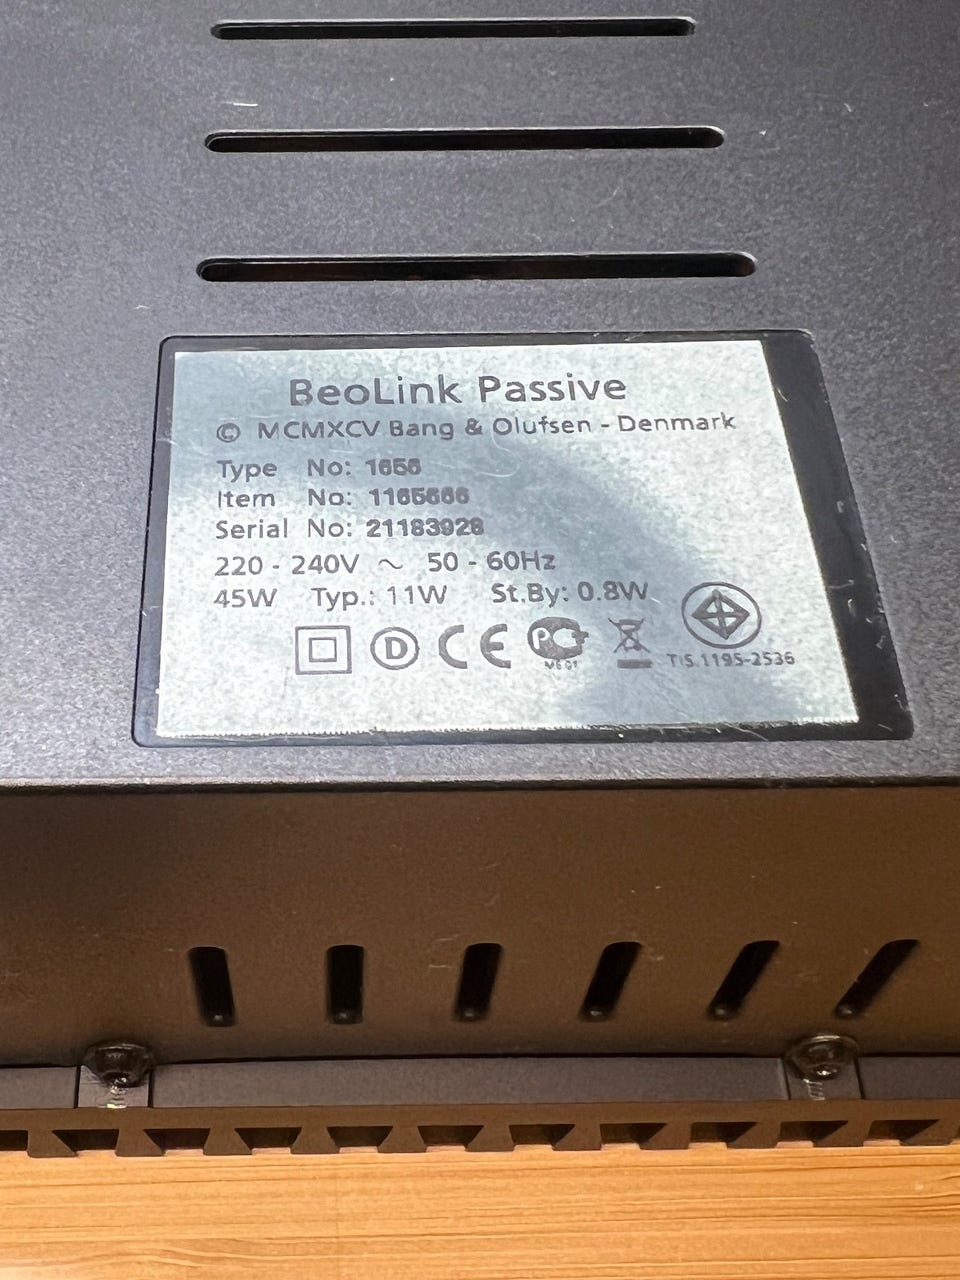 BeoLink Passive
© MCMXCV Bang & Olufsen - Denmark
Type No: 1656
Item No: 1165666
Serial No: 21183928
220 - 240V ~ 50 - 60Hz
45W Typ.: 11W St.By: 0.8W
D CE PC
TIS.1195-2536